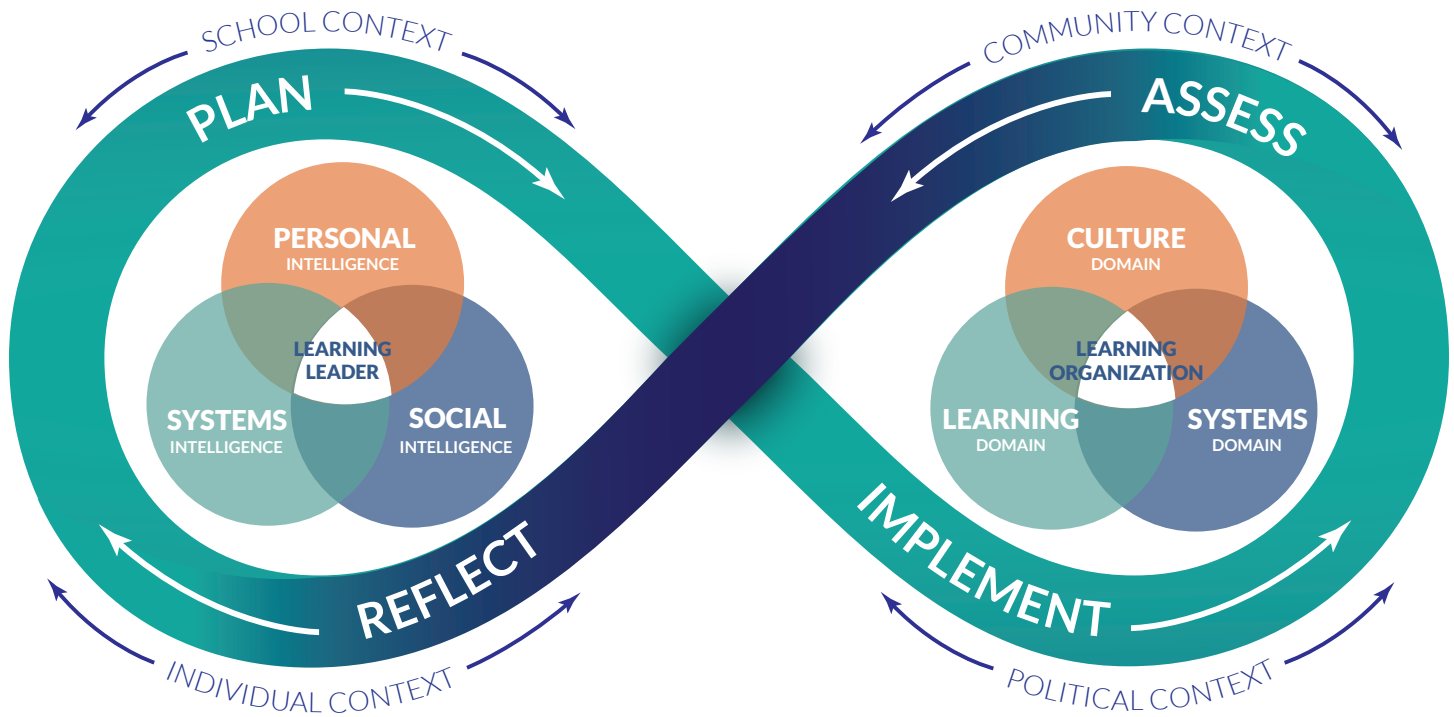 SCHOOL CONTEXT
PLAN
PERSONAL
INTELLIGENCE
LEARNING
LEADER
SYSTEMS
INTELLIGENCE
SOCIAL
INTELLIGENCE
REFLECT
INDIVIDUAL CONTEXT
COMMUNITY CONTEXT
ASSESS
CULTURE
DOMAIN
LEARNING
ORGANIZATION
LEARNING
DOMAIN
SYSTEMS
DOMAIN
IMPLEMENT
POLITICAL CONTEXT